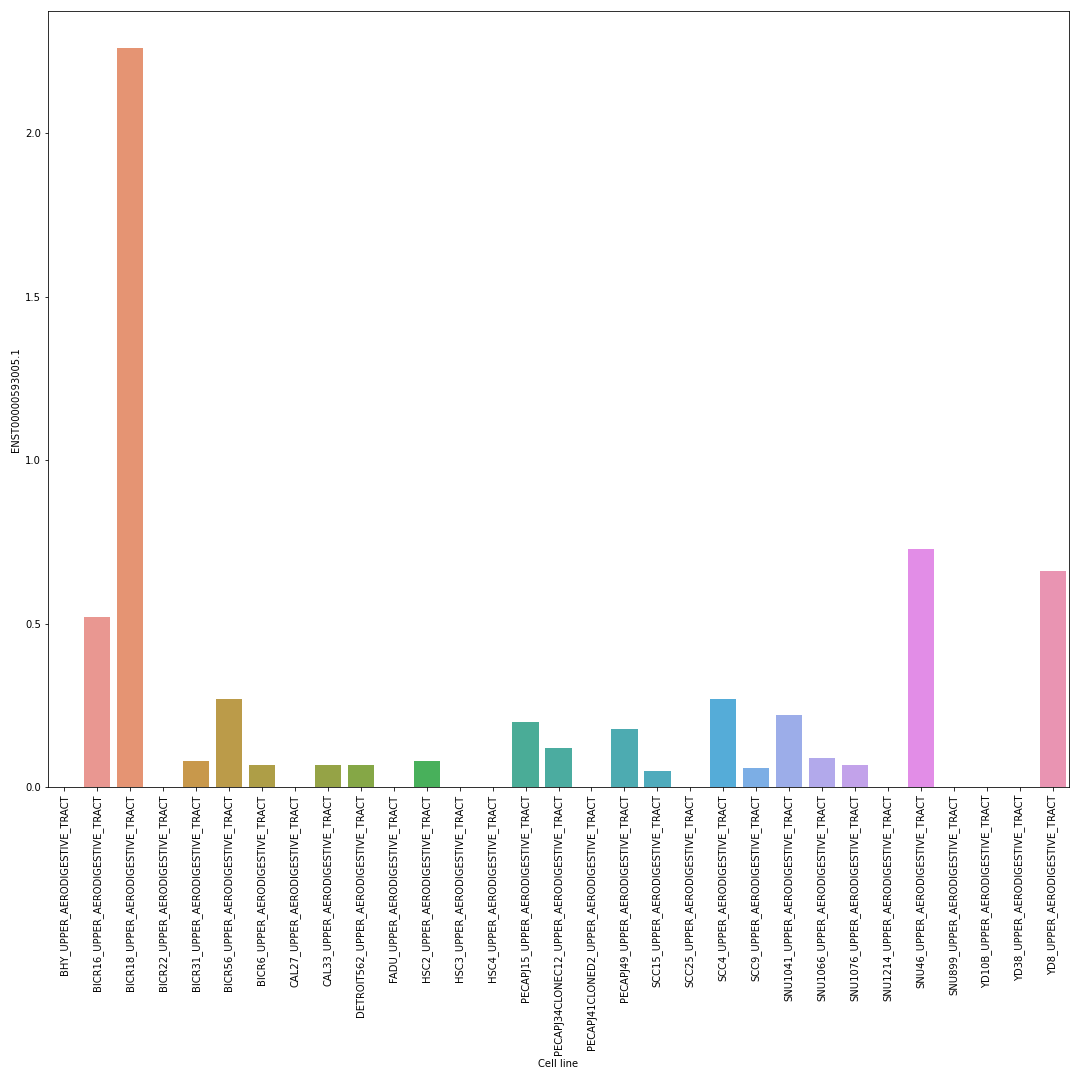 ENST00000593005.1
2.0
1.5
1.0
0.5
0.0
BHY_UPPER_AERODIGESTIVE_TRACT
BICR16_UPPER_AERODIGESTIVE_TRACT
BICR18_UPPER_AERODIGESTIVE_TRACT
BICR22_UPPER_AERODIGESTIVE_TRACT
BICR31_UPPER_AERODIGESTIVE_TRACT
BICR56_UPPER_AERODIGESTIVE_TRACT
BICR6_UPPER_AERODIGESTIVE_TRACT
CAL27_UPPER_AERODIGESTIVE_TRACT
CAL33_UPPER_AERODIGESTIVE_TRACT
DETROIT562_UPPER_AERODIGESTIVE_TRACT
FADU_UPPER_AERODIGESTIVE_TRACT
HSC2_UPPER_AERODIGESTIVE_TRACT
HSC3_UPPER_AERODIGESTIVE_TRACT
HSC4_UPPER_AERODIGESTIVE_TRACT
PECAPJ15_UPPER_AERODIGESTIVE_TRACT
PECAPJ34CLONEC12_UPPER_AERODIGESTIVE_TRACT
PECAPJ41CLONED2_UPPER_AERODIGESTIVE_TRACT
PECAPJ49_UPPER_AERODIGESTIVE_TRACT
SCC15_UPPER_AERODIGESTIVE_TRACT
SCC25_UPPER_AERODIGESTIVE_TRACT
SCC4_UPPER_AERODIGESTIVE_TRACT
SCC9_UPPER_AERODIGESTIVE_TRACT
SNU1041_UPPER_AERODIGESTIVE_TRACT
SNU1066_UPPER_AERODIGESTIVE_TRACT
SNU1076_UPPER_AERODIGESTIVE_TRACT
SNU1214_UPPER_AERODIGESTIVE_TRACT
SNU46_UPPER_AERODIGESTIVE_TRACT
SNU899_UPPER_AERODIGESTIVE_TRACT
YD10B_UPPER_AERODIGESTIVE_TRACT
YD38_UPPER_AERODIGESTIVE_TRACT
YD8_UPPER_AERODIGESTIVE_TRACT
Cell line